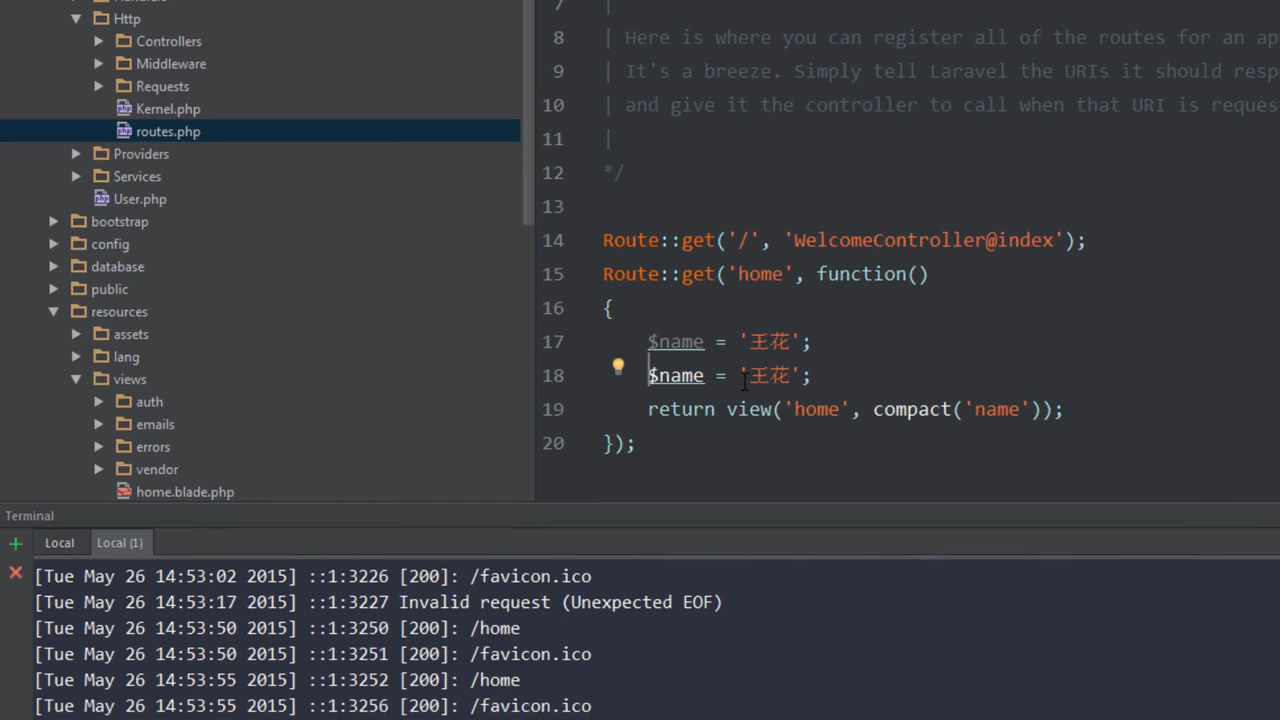 Http
Controllers
Middleware
Requests
Kernel.php
routes.php
Providers
Services
User.php
bootstrap
config
database
public
resources
assets
lang
views
auth
emails
errors
vendor
home.blade.php
7 |
8 | Here is where you can register all of the routes for an ap
9 | It's a breeze. Simply tell Laravel the URIs it should resp
10 | and give it the controller to call when that URI is reques
11 |
12 */
13
14 Route::get('/', 'WelcomeController@index');
15 Route::get('home', function()
16 {
17 $name = '王花';
18 $name = '王花';
19 return view('home', compact('name'));
20 });
Terminal
Local Local (1)
[Tue May 26 14:53:02 2015] ::1:3226 [200]: /favicon.ico
[Tue May 26 14:53:17 2015] ::1:3227 Invalid request (Unexpected EOF)
[Tue May 26 14:53:50 2015] ::1:3250 [200]: /home
[Tue May 26 14:53:50 2015] ::1:3251 [200]: /favicon.ico
[Tue May 26 14:53:55 2015] ::1:3252 [200]: /home
[Tue May 26 14:53:55 2015] ::1:3256 [200]: /favicon.ico